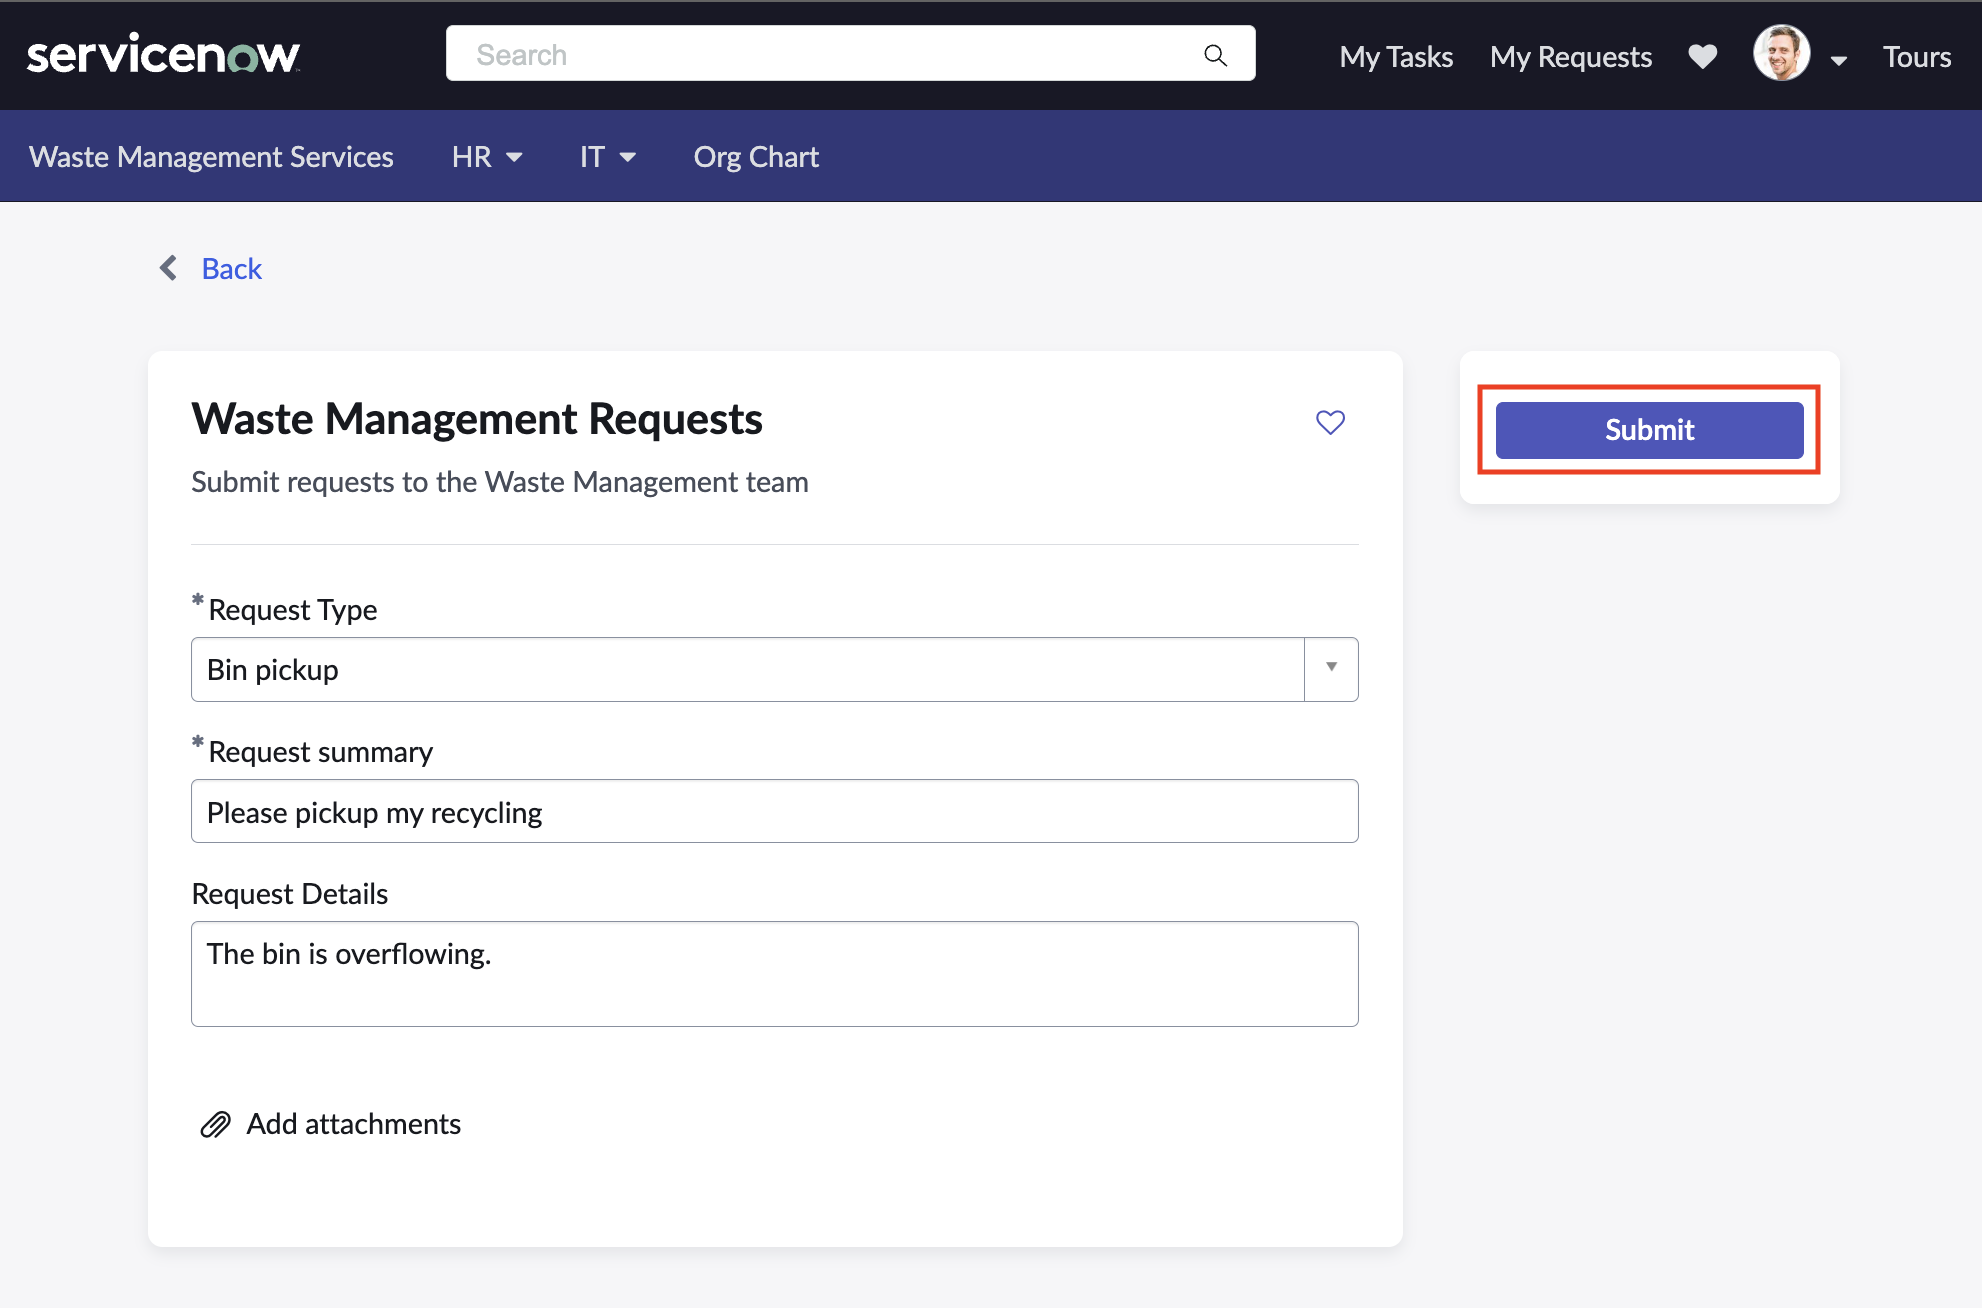 servicenow
Search
My Tasks
My Requests
Tours
Waste Management Services
HR
IT
Org Chart
Back
Waste Management Requests
Submit requests to the Waste Management team
Submit
* Request Type
Bin pickup
* Request summary
Please pickup my recycling
Request Details
The bin is overflowing.
Add attachments